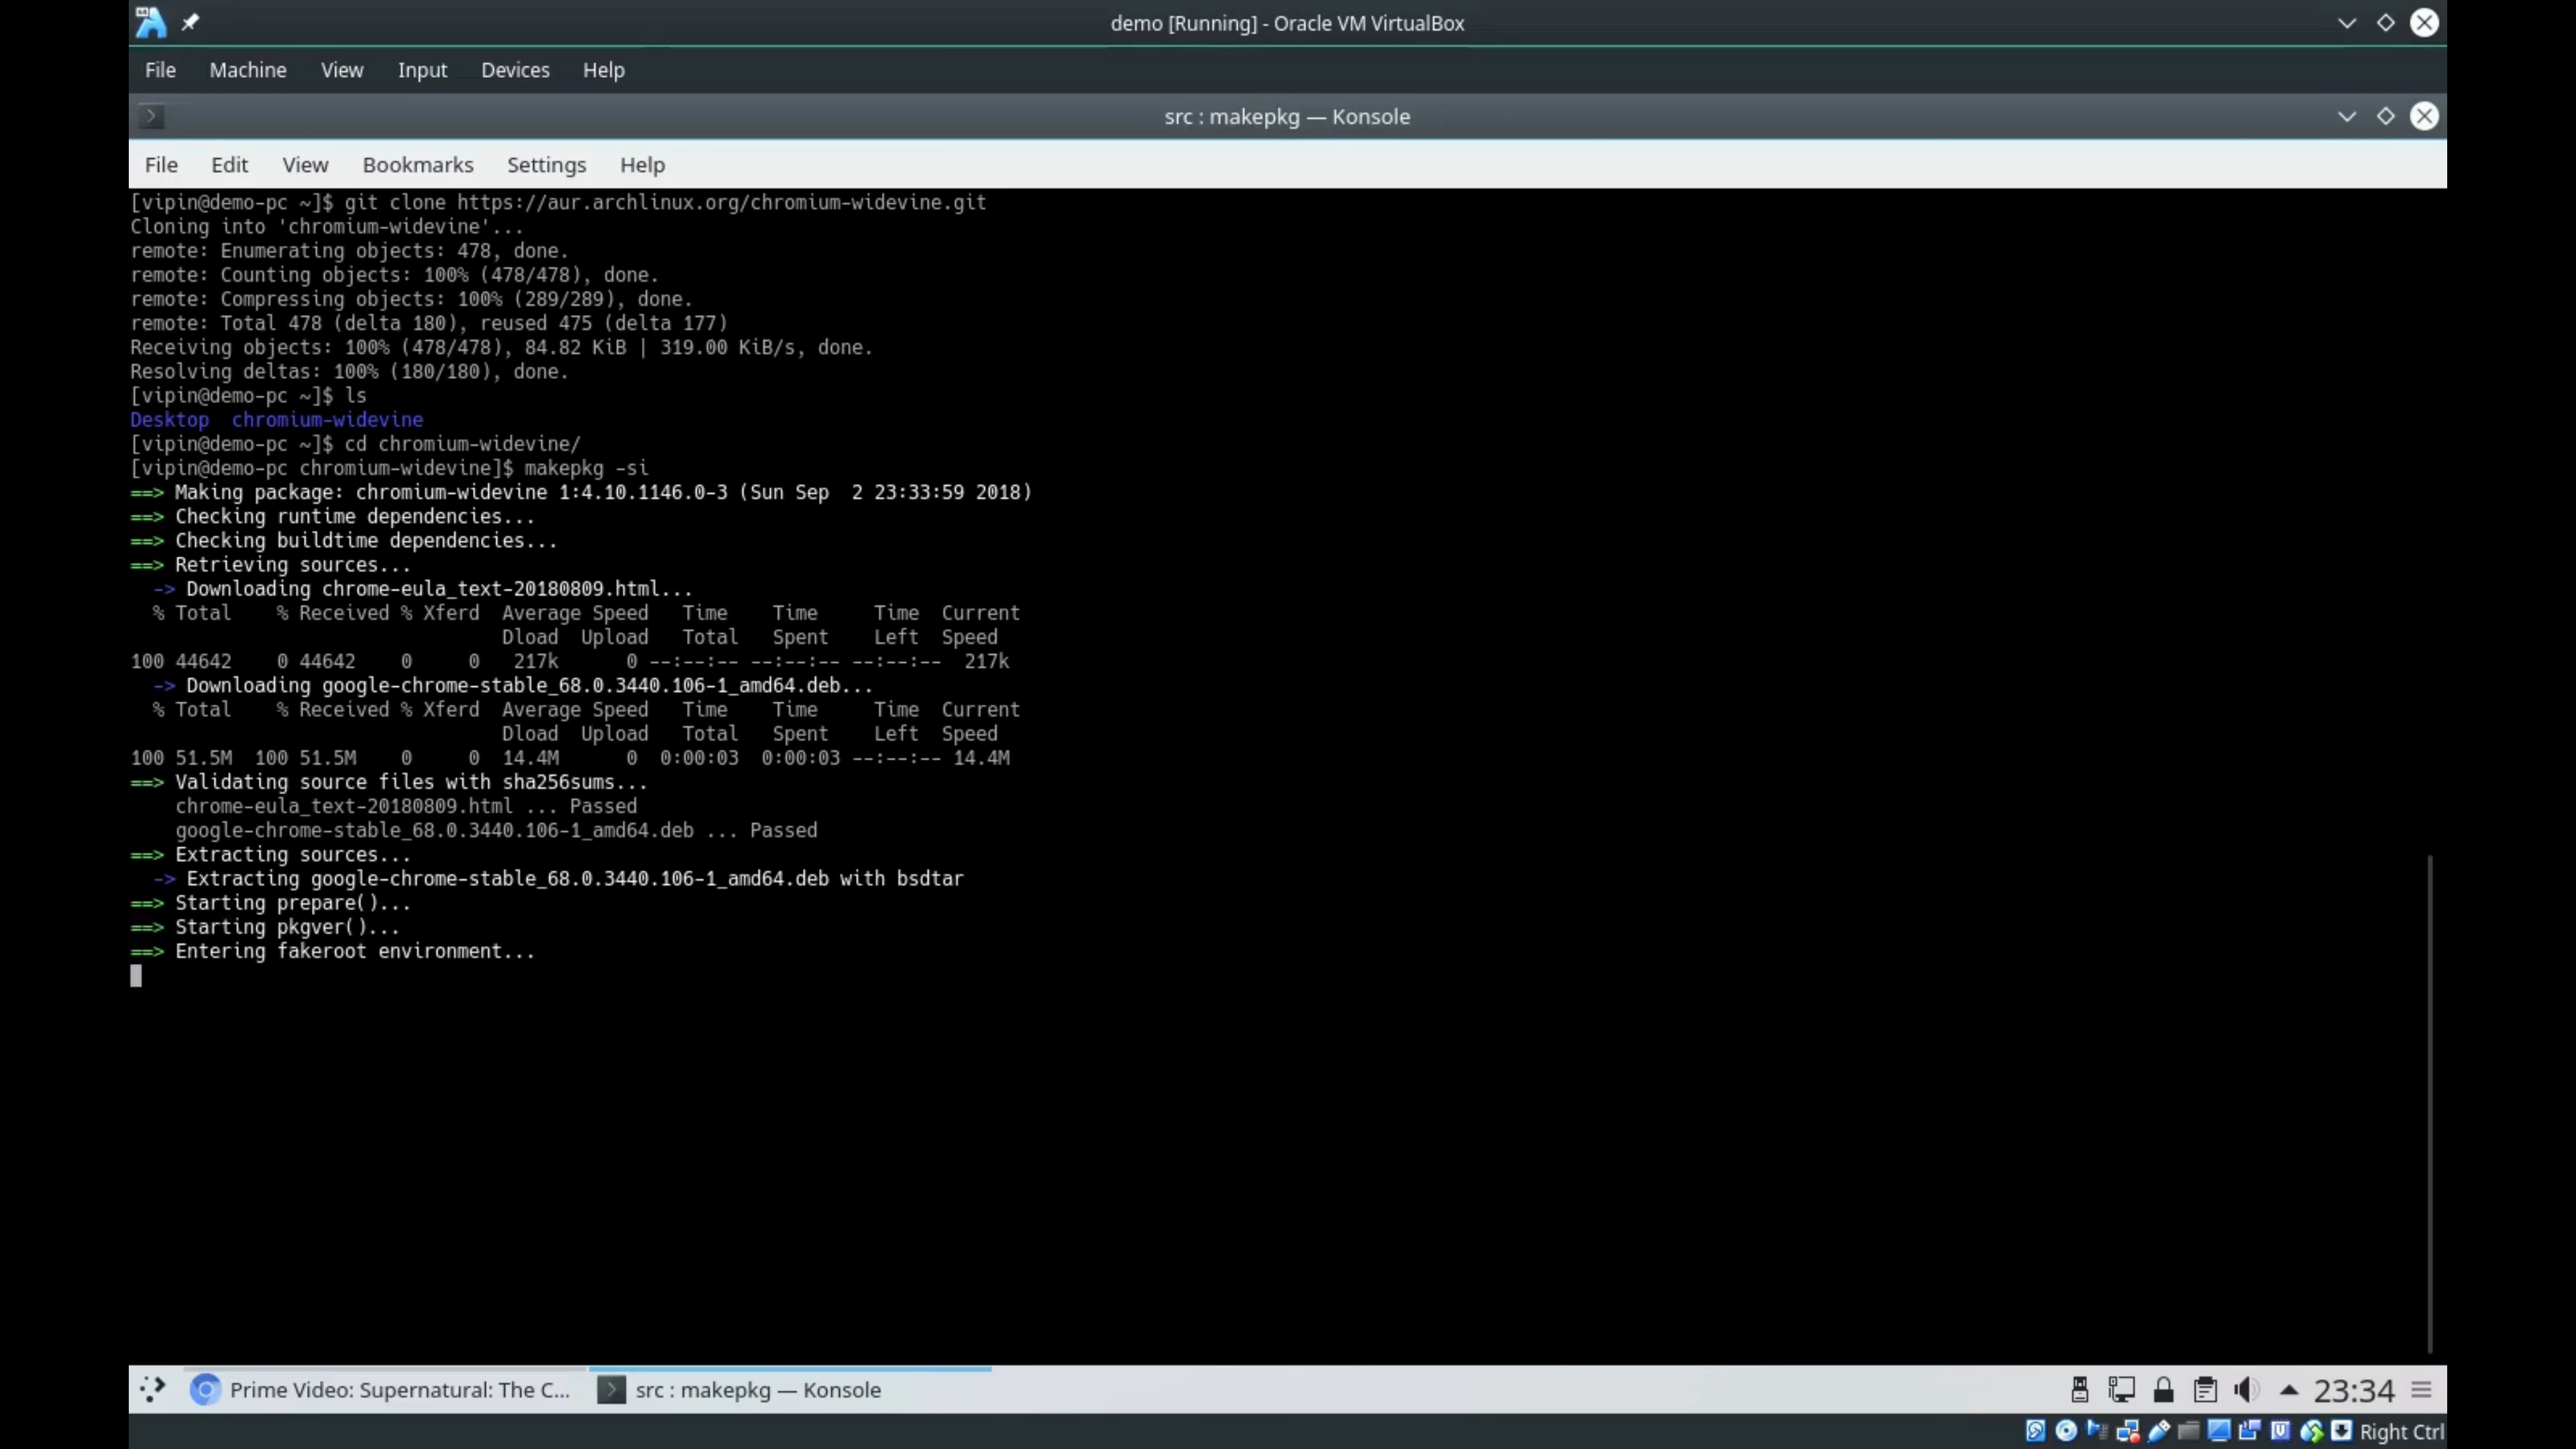 demo [Running] - Oracle VM VirtualBox
File Machine View Input Devices Help
src : makepkg — Konsole
File Edit View Bookmarks Settings Help
[vipin@demo-pc ~]$ git clone https://aur.archlinux.org/chromium-widevine.git
Cloning into 'chromium-widevine'...
remote: Enumerating objects: 478, done.
remote: Counting objects: 100% (478/478), done.
remote: Compressing objects: 100% (289/289), done.
remote: Total 478 (delta 180), reused 475 (delta 177)
Receiving objects: 100% (478/478), 84.82 KiB | 319.00 KiB/s, done.
Resolving deltas: 100% (180/180), done.
[vipin@demo-pc ~]$ ls
Desktop  chromium-widevine
[vipin@demo-pc ~]$ cd chromium-widevine/
[vipin@demo-pc chromium-widevine]$ makepkg -si
==> Making package: chromium-widevine 1:4.10.1146.0-3 (Sun Sep  2 23:33:59 2018)
==> Checking runtime dependencies...
==> Checking buildtime dependencies...
==> Retrieving sources...
  -> Downloading chrome-eula_text-20180809.html...
  % Total    % Received % Xferd  Average Speed   Time    Time     Time  Current
                                 Dload  Upload   Total   Spent    Left  Speed
100 44642    0 44642    0     0   217k      0 --:--:-- --:--:-- --:--:--  217k
  -> Downloading google-chrome-stable_68.0.3440.106-1_amd64.deb...
  % Total    % Received % Xferd  Average Speed   Time    Time     Time  Current
                                 Dload  Upload   Total   Spent    Left  Speed
100 51.5M  100 51.5M    0     0  14.4M      0  0:00:03  0:00:03 --:--:-- 14.4M
==> Validating source files with sha256sums...
    chrome-eula_text-20180809.html ... Passed
    google-chrome-stable_68.0.3440.106-1_amd64.deb ... Passed
==> Extracting sources...
  -> Extracting google-chrome-stable_68.0.3440.106-1_amd64.deb with bsdtar
==> Starting prepare()...
==> Starting pkgver()...
==> Entering fakeroot environment...
Prime Video: Supernatural: The C... src : makepkg — Konsole 23:34
Right Ctrl